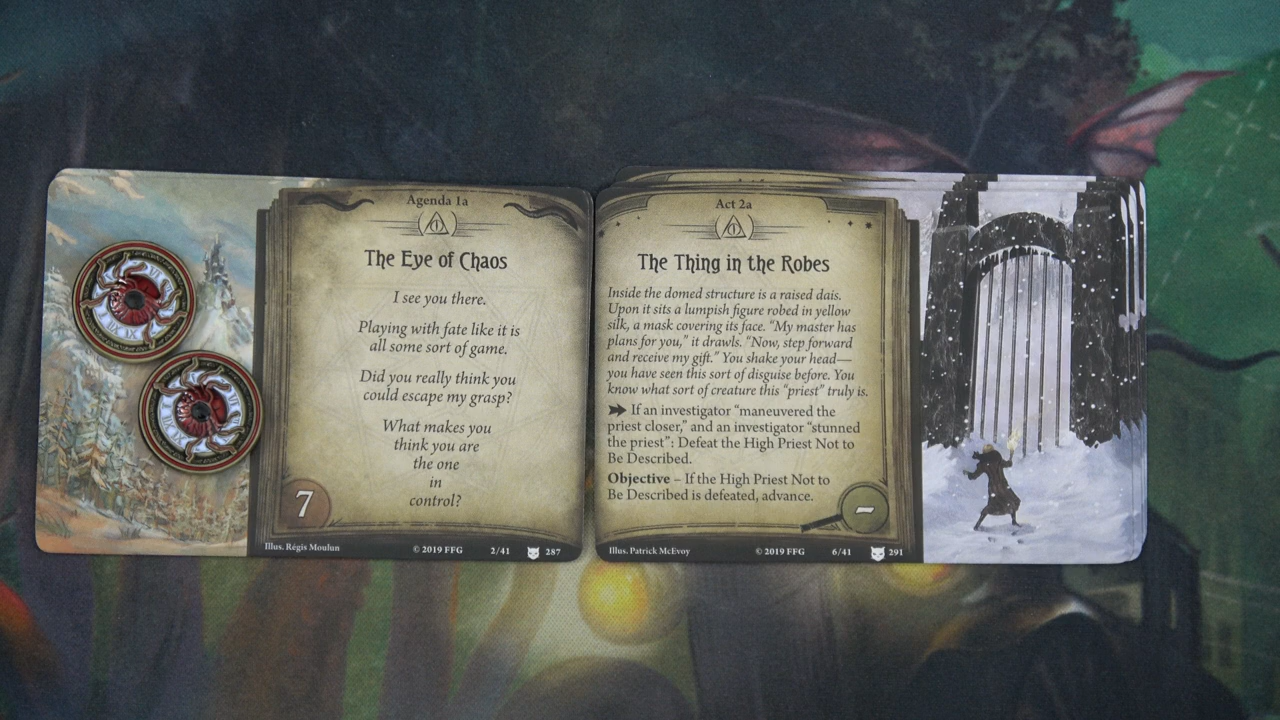 Agenda 1a
The Eye of Chaos
I see you there.
Playing with fate like it is
all some sort of game.
Did you really think you
could escape my grasp?
What makes you
think you are
the one
in
control?
7
Illus. Régis Moulun © 2019 FFG 2/41 287
Act 2a
The Thing in the Robes
Inside the domed structure is a raised dais.
Upon it sits a lumpish figure robed in yellow
silk, a mask covering its face. “My master has
plans for you,” it drawls. “Now, step forward
and receive my gift.” You shake your head—
you have seen this sort of disguise before. You
know what sort of creature this “priest” truly is.
If an investigator “maneuvered the
priest closer,” and an investigator “stunned
the priest”: Defeat the High Priest Not to
Be Described.
Objective – If the High Priest Not to
Be Described is defeated, advance.
–
Illus. Patrick McEvoy © 2019 FFG 6/41 291